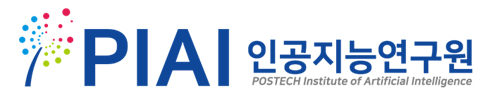 PIAI 인공지능연구원
POSTECH Institute of Artificial Intelligence